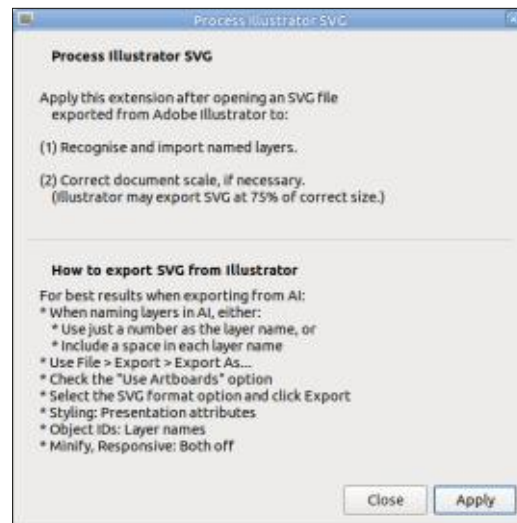 Process Illustrator SVG
Process Illustrator SVG
Apply this extension after opening an SVG file
exported from Adobe Illustrator to:
(1) Recognise and import named layers.
(2) Correct document scale, if necessary.
(Illustrator may export SVG at 75% of correct size.)
How to export SVG from Illustrator
For best results when exporting from AI:
* When naming layers in AI, either:
* Use just a number as the layer name, or
* Include a space in each layer name
* Use File > Export > Export As...
* Check the "Use Artboards" option
* Select the SVG format option and click Export
* Styling: Presentation attributes
* Object IDs: Layer names
* Minify, Responsive: Both off
Close Apply